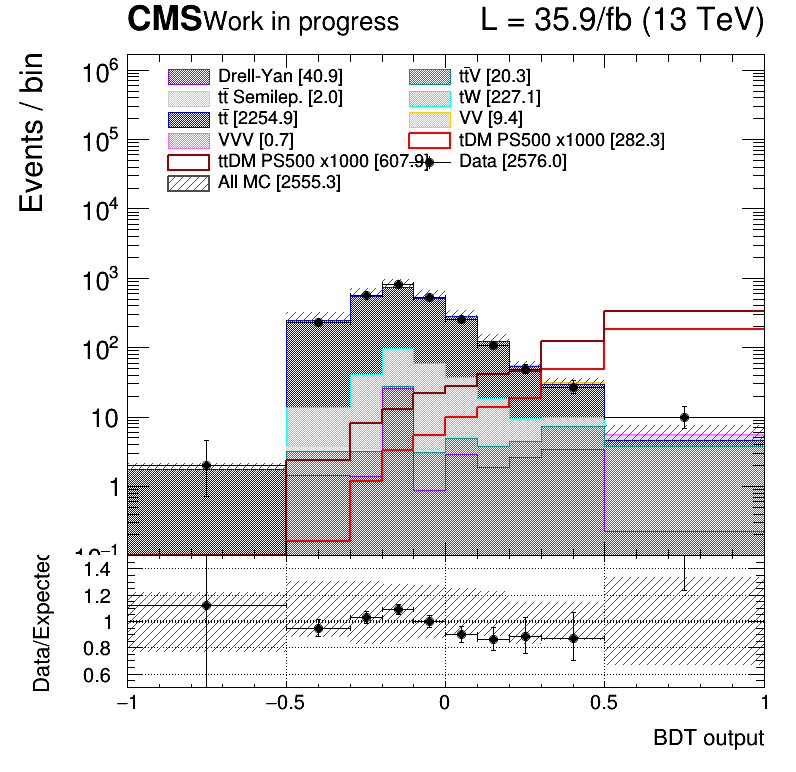 CMS Work in progress L = 35.9/fb (13 TeV)
Events / bin
10⁶
10⁵
10⁴
10³
10²
10
1
10⁻¹
Drell-Yan [40.9]
tt̄V [20.3]
tt̄ Semilep. [2.0]
tW [227.1]
tt̄ [2254.9]
VV [9.4]
VVV [0.7]
tDM PS500 x1000 [282.3]
ttDM PS500 x1000 [607.9]
Data [2576.0]
All MC [2555.3]
Data/Expected
1.4
1.2
1
0.8
0.6
−1 −0.5 0 0.5 1
BDT output